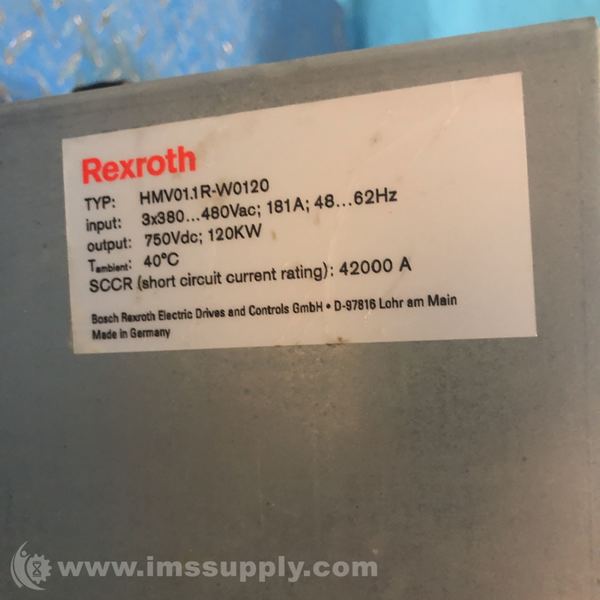 Rexroth
TYP: HMV01.1R-W0120
input: 3x380...480Vac; 181A; 48...62Hz
output: 750Vdc; 120KW
Tambient: 40°C
SCCR (short circuit current rating): 42000 A
Bosch Rexroth Electric Drives and Controls GmbH • D-97816 Lohr am Main
Made in Germany
www.imssupply.com